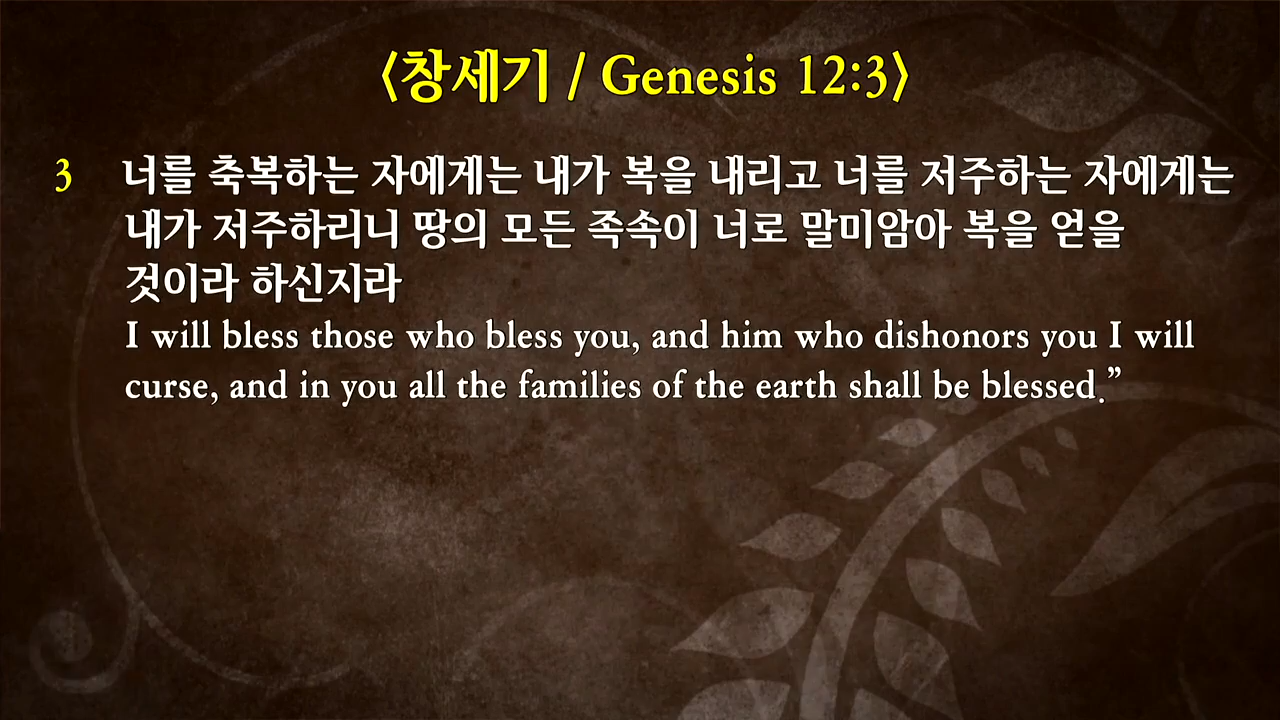 〈창세기 / Genesis 12:3〉
3 너를 축복하는 자에게는 내가 복을 내리고 너를 저주하는 자에게는
내가 저주하리니 땅의 모든 족속이 너로 말미암아 복을 얻을
것이라 하신지라
I will bless those who bless you, and him who dishonors you I will
curse, and in you all the families of the earth shall be blessed.”